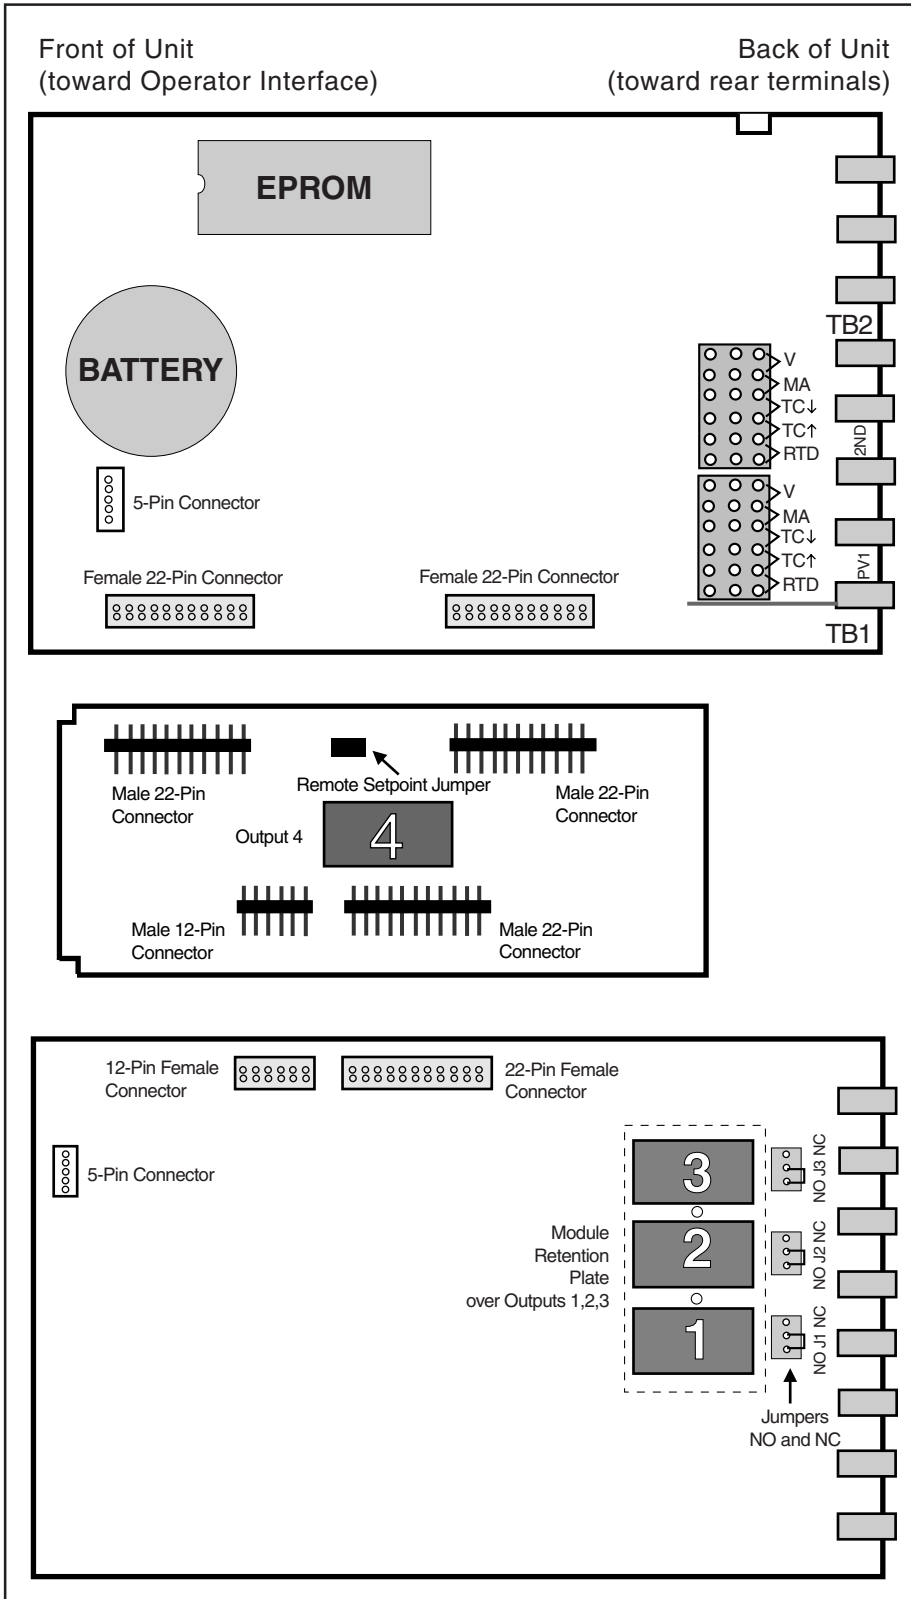 Front of Unit
(toward Operator Interface)
Back of Unit
(toward rear terminals)
EPROM
BATTERY
TB2
V
MA
TC↓
TC↑
RTD
2ND
5-Pin Connector
V
MA
TC↓
TC↑
RTD
PV1
Female 22-Pin Connector
Female 22-Pin Connector
TB1
Male 22-Pin
Connector
Remote Setpoint Jumper
Male 22-Pin
Connector
Output 4
4
Male 12-Pin
Connector
Male 22-Pin
Connector
12-Pin Female
Connector
22-Pin Female
Connector
5-Pin Connector
3
NO J3 NC
Module
Retention
Plate
over Outputs 1,2,3
2
NO J2 NC
1
NO J1 NC
Jumpers
NO and NC